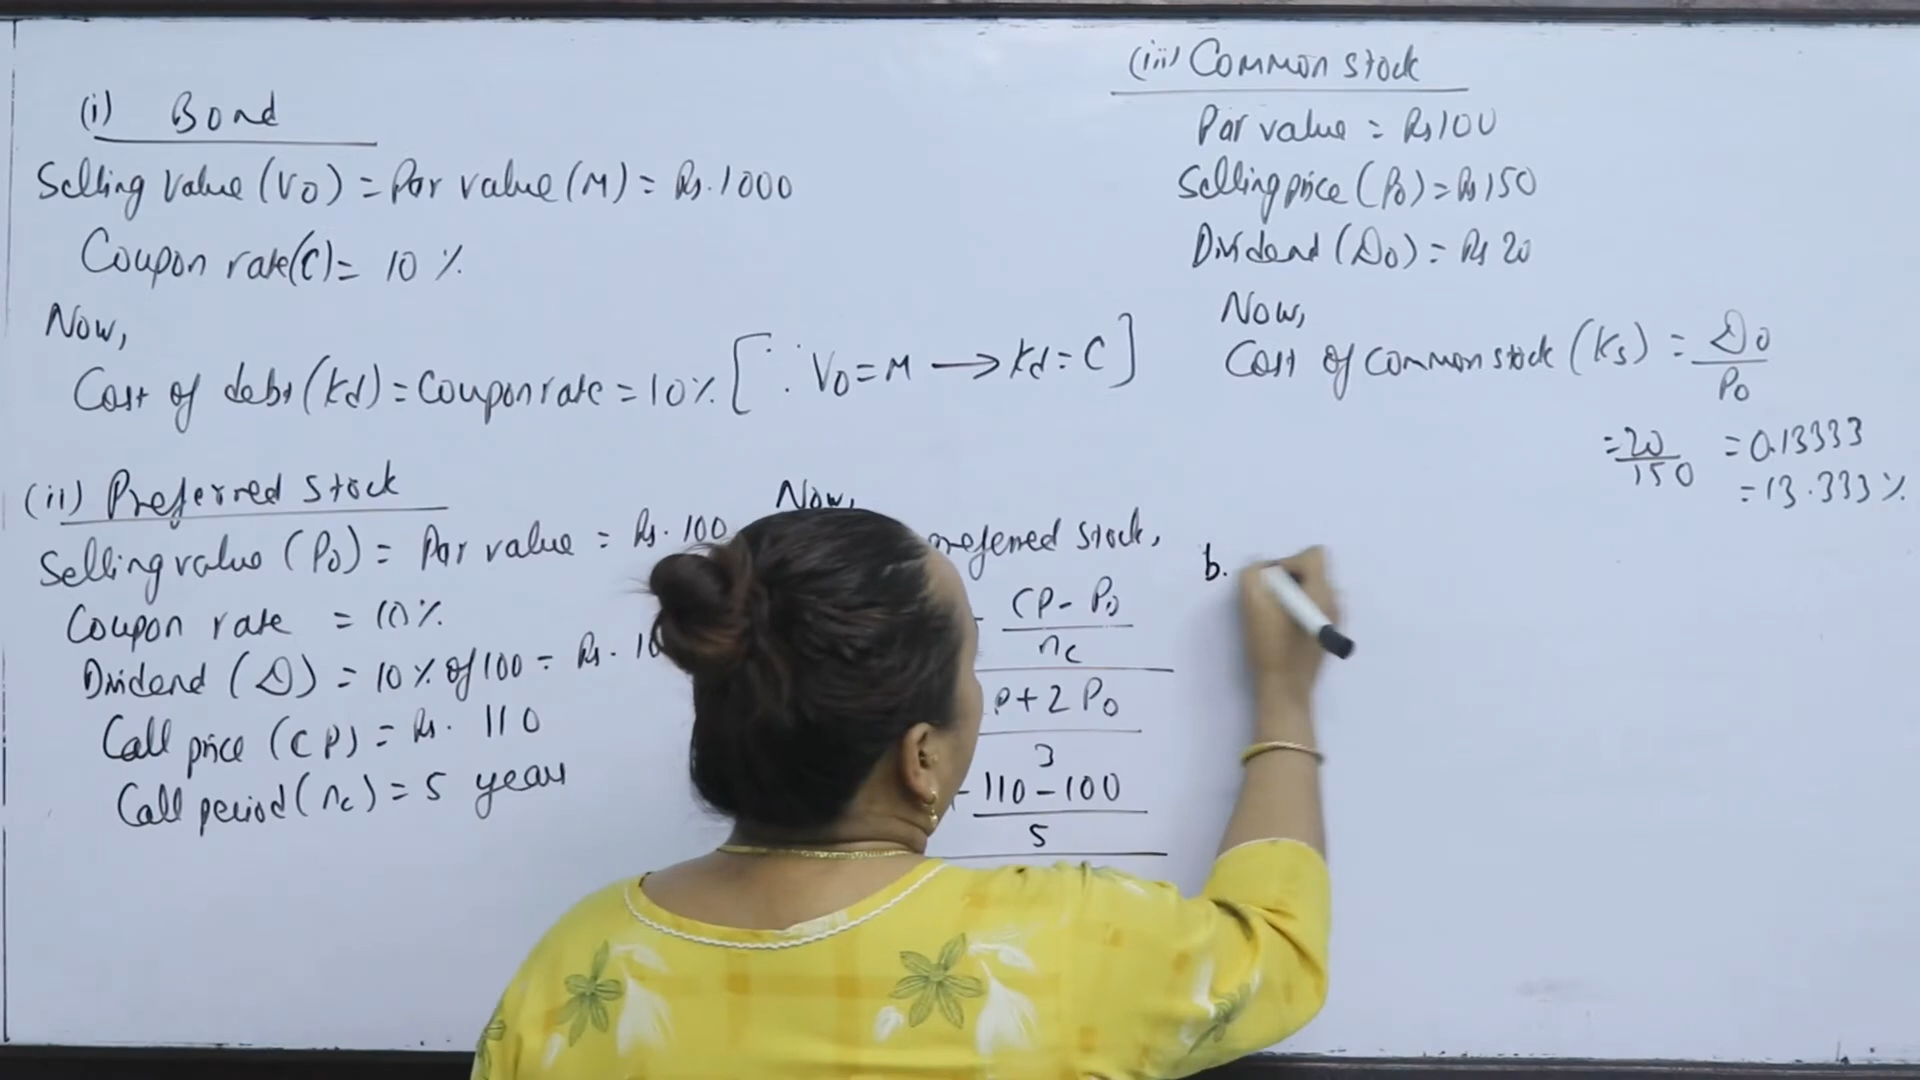 (i) Bond
Selling value (V0) = Par value (M) = Rs. 1000
Coupon rate (C) = 10 %
Now,
Cost of debt (kd) = Coupon rate = 10% [∵ V0 = M → kd = C]
(ii) Preferred stock
Selling value (P0) = Par value = Rs. 100
Coupon rate = 10%
Dividend (D) = 10% of 100 = Rs. 10
Call price (CP) = Rs. 110
Call period (nc) = 5 year
Now,
preferred stock,
CP - P0
nc
P + 2 P0
3
110 - 100
5
(iii) Common stock
Par value = Rs 100
Selling price (P0) = Rs 150
Dividend (D0) = Rs 20
Now,
Cost of common stock (Ks) = D0
P0
= 20
150
= 0.13333
= 13.333 %
b.